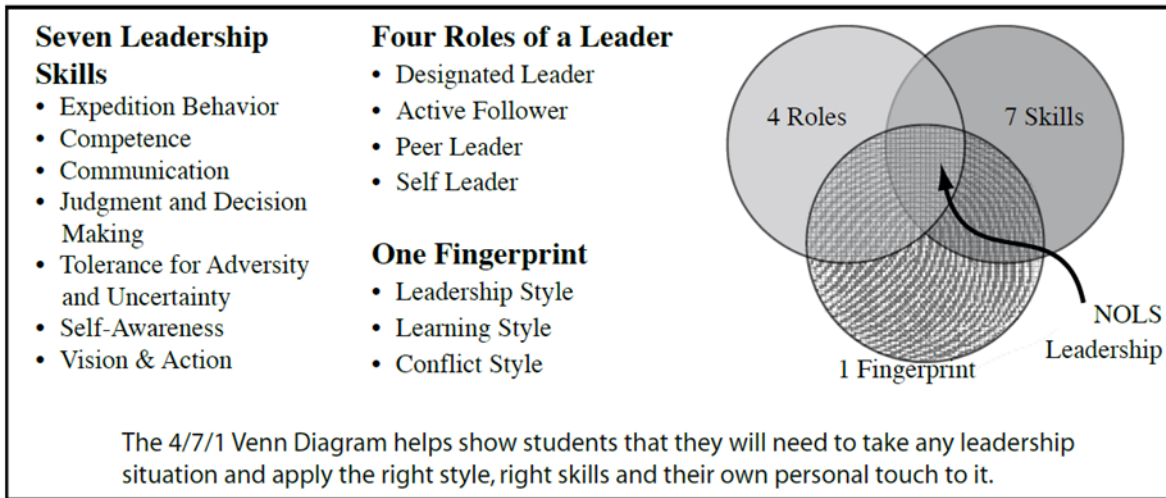 Seven Leadership
Skills
• Expedition Behavior
• Competence
• Communication
• Judgment and Decision
Making
• Tolerance for Adversity
and Uncertainty
• Self-Awareness
• Vision & Action
Four Roles of a Leader
• Designated Leader
• Active Follower
• Peer Leader
• Self Leader
One Fingerprint
• Leadership Style
• Learning Style
• Conflict Style
4 Roles
7 Skills
1 Fingerprint
NOLS
Leadership
The 4/7/1 Venn Diagram helps show students that they will need to take any leadership
situation and apply the right style, right skills and their own personal touch to it.